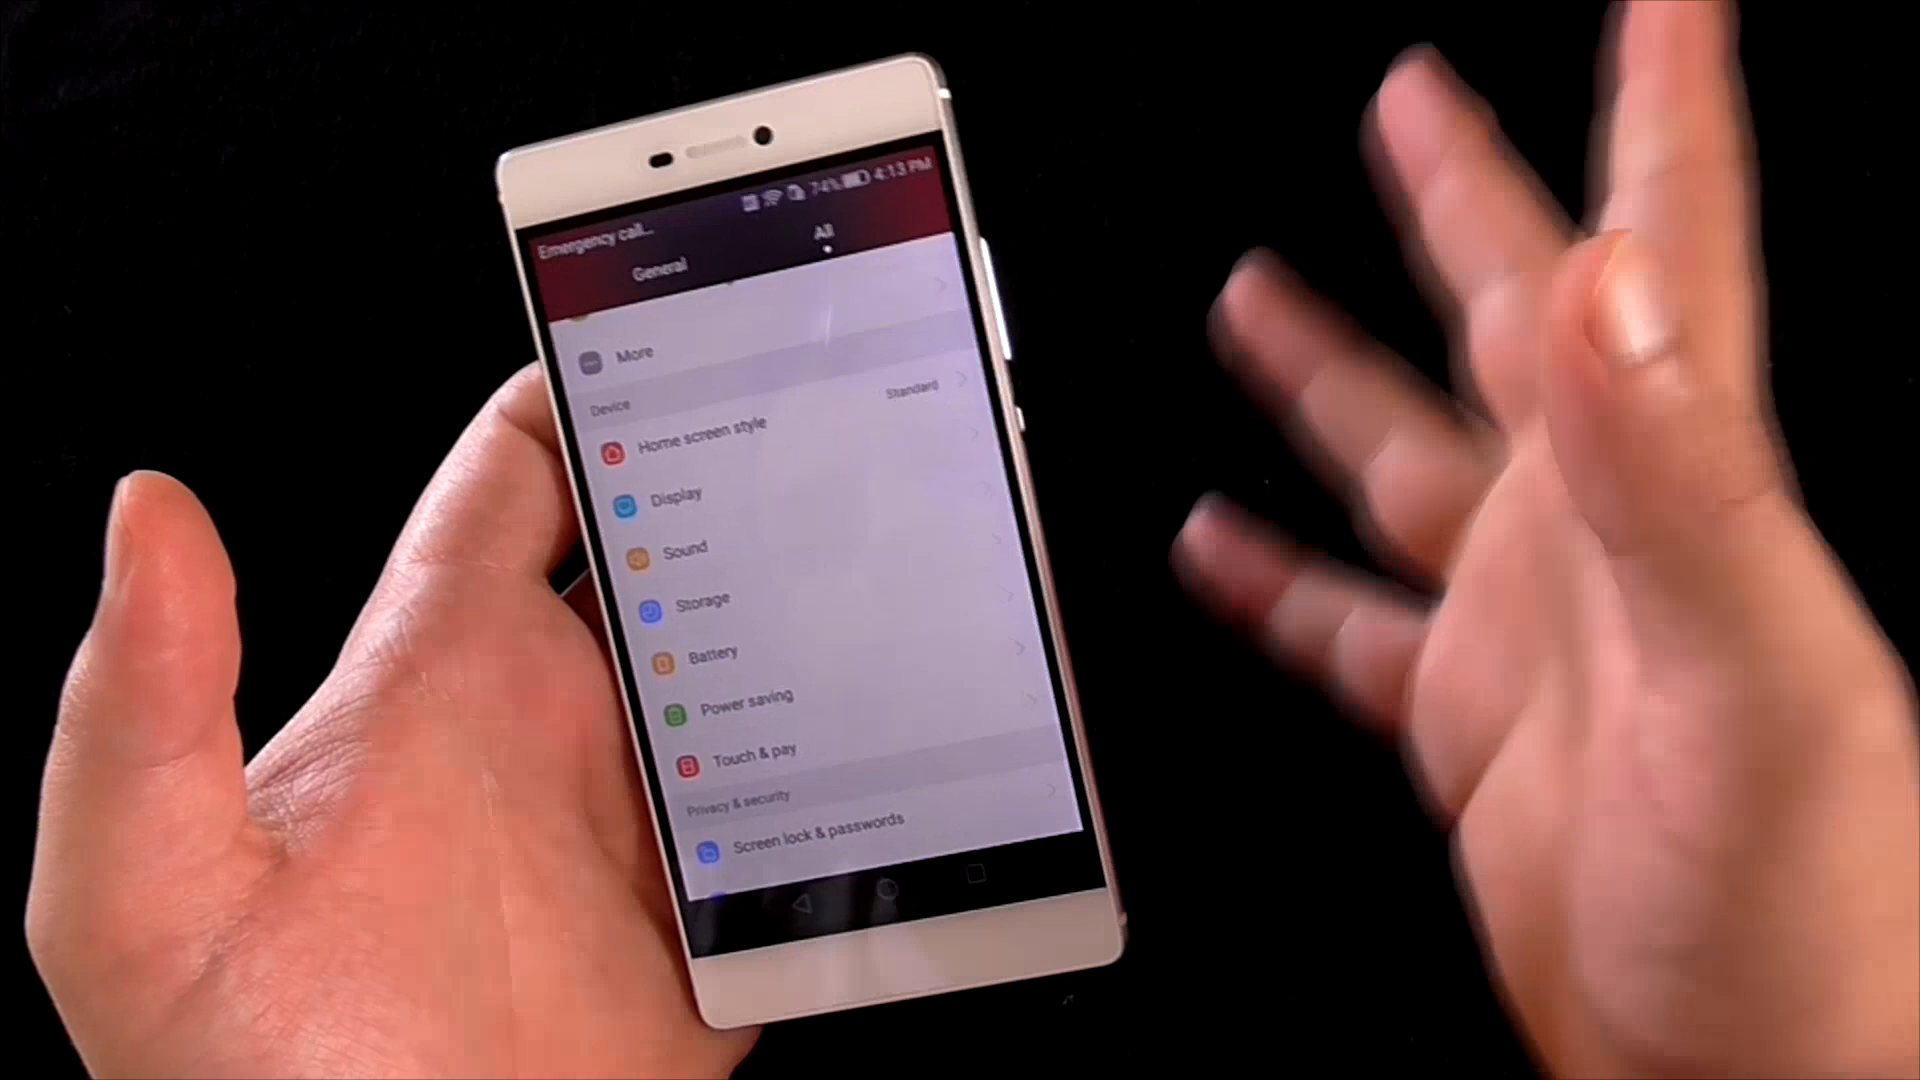 Emergency call... 74% 4:13 PM
General All
More
Device
Home screen style Standard
Display
Sound
Storage
Battery
Power saving
Touch & pay
Privacy & security
Screen lock & passwords